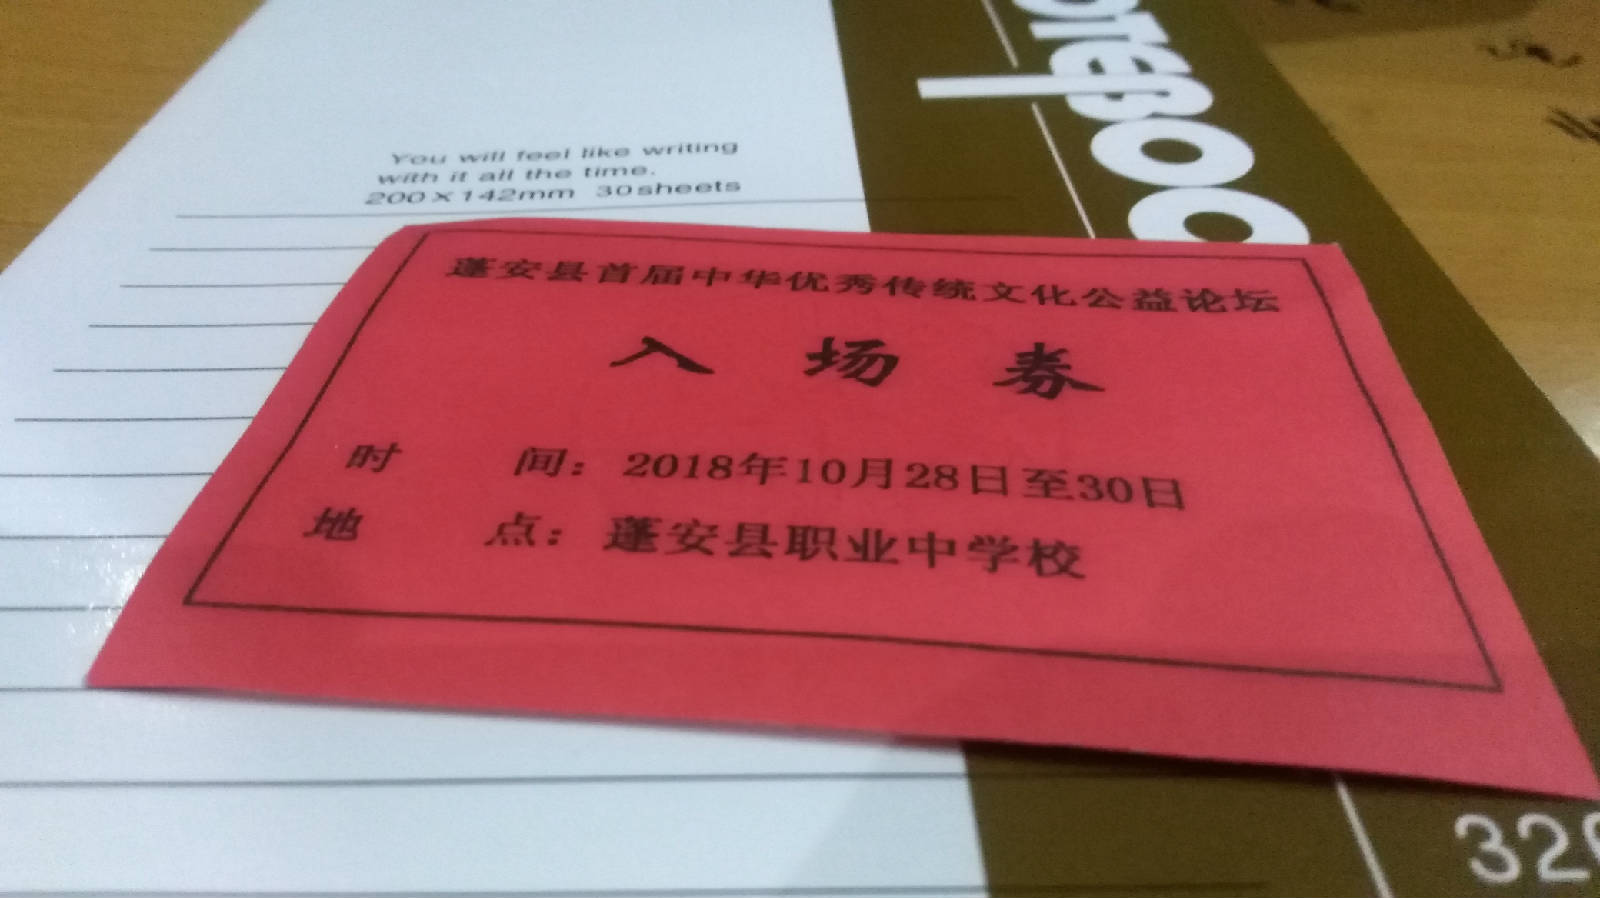 You will feel like writing
with it all the time.
200×142mm 30sheets
蓬安县首届中华优秀传统文化公益论坛
入 场 券
时 间：2018年10月28日至30日
地 点：蓬安县职业中学校